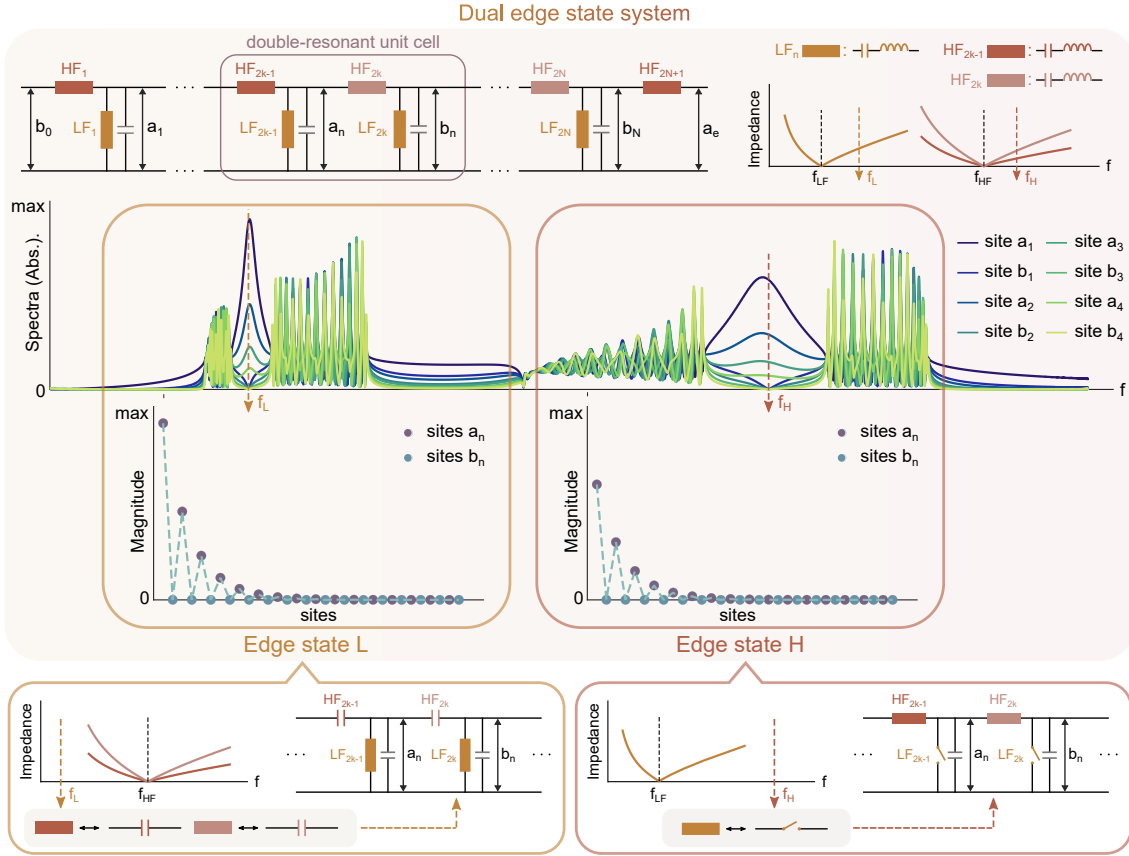 Dual edge state system
double-resonant unit cell
HF1 HF2k-1 HF2k HF2N HF2N+1
b0 LF1 a1 LF2k-1 an LF2k bn LF2N bN ae
· · · · · · · · · · · ·
LFn : HF2k-1 :
HF2k :
Impedance
fLF fL fHF fH f
max
Spectra (Abs.).
0
fL fH f
site a1 site a3
site b1 site b3
site a2 site a4
site b2 site b4
max
Magnitude
0
sites
sites an
sites bn
max
Magnitude
0
sites
sites an
sites bn
Edge state L
Edge state H
Impedance
fL fHF f
HF2k-1 HF2k
· · · LF2k-1 an LF2k bn · · ·
Impedance
fLF fH f
HF2k-1 HF2k
· · · LF2k-1 an LF2k bn · · ·